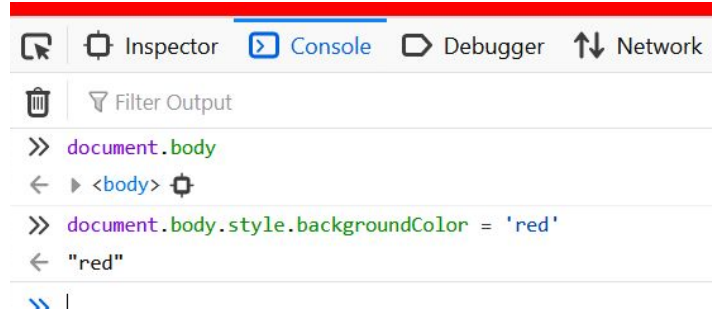 Inspector Console Debugger Network
Filter Output
» document.body
← ▶ <body>
» document.body.style.backgroundColor = 'red'
← "red"
»